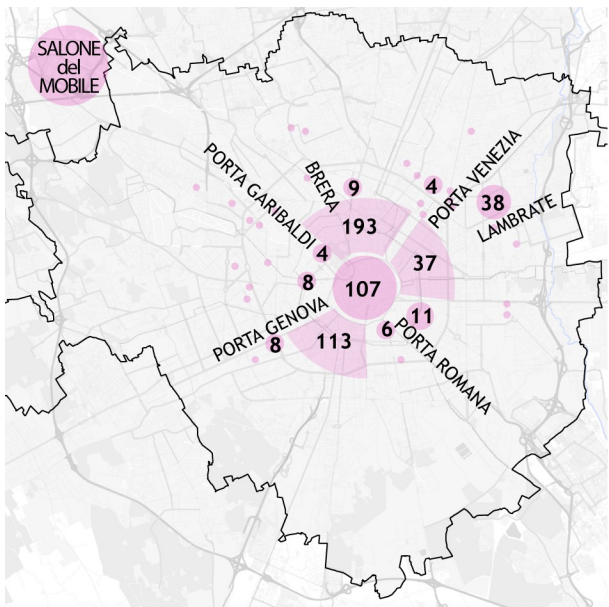 SALONE
del
MOBILE
PORTA GARIBALDI
BRERA
9
4
PORTA VENEZIA
38
LAMBRATE
193
4
37
8
107
PORTA GENOVA
11
6
PORTA ROMANA
113
8